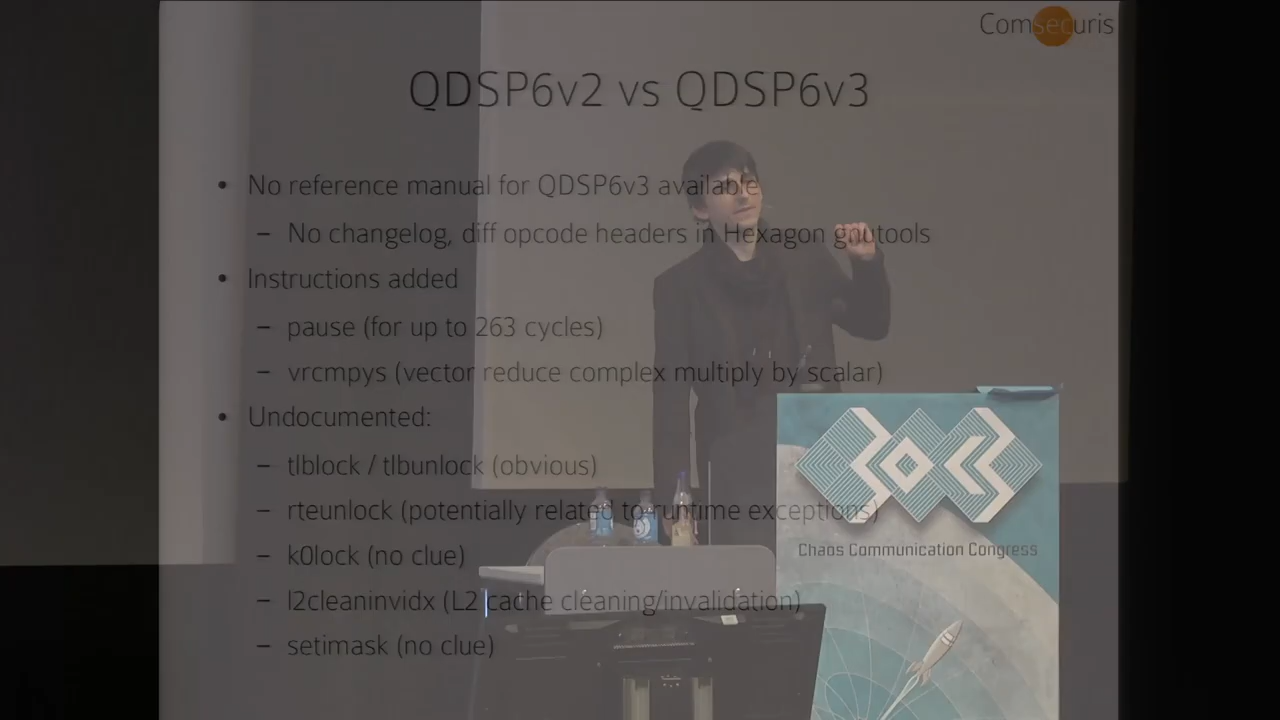 Comsecuris
QDSP6v2 vs QDSP6v3
• No reference manual for QDSP6v3 available
– No changelog, diff opcode headers in Hexagon gnutools
• Instructions added
– pause (for up to 263 cycles)
– vrcmpys (vector reduce complex multiply by scalar)
• Undocumented:
– tlblock / tlbunlock (obvious)
– rteunlock (potentially related to runtime exceptions)
– k0lock (no clue)
– l2cleaninvidx (L2 cache cleaning/invalidation)
– setimask (no clue)
30C3
Chaos Communication Congress